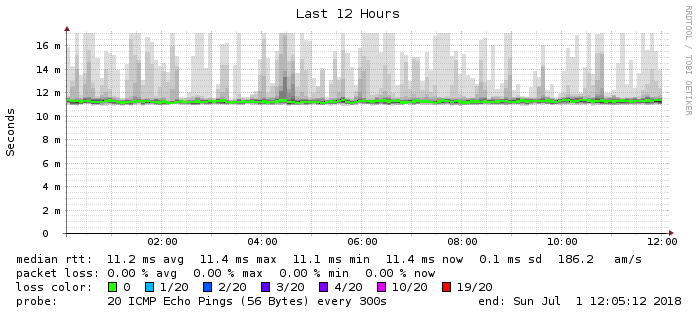 Last 12 Hours
RRDTOOL / TOBI OETIKER
Seconds
16 m
14 m
12 m
10 m
8 m
6 m
4 m
2 m
0
02:00 04:00 06:00 08:00 10:00 12:00
median rtt: 11.2 ms avg 11.4 ms max 11.1 ms min 11.4 ms now 0.1 ms sd 186.2 am/s
packet loss: 0.00 % avg 0.00 % max 0.00 % min 0.00 % now
loss color: 0 1/20 2/20 3/20 4/20 10/20 19/20
probe: 20 ICMP Echo Pings (56 Bytes) every 300s end: Sun Jul 1 12:05:12 2018